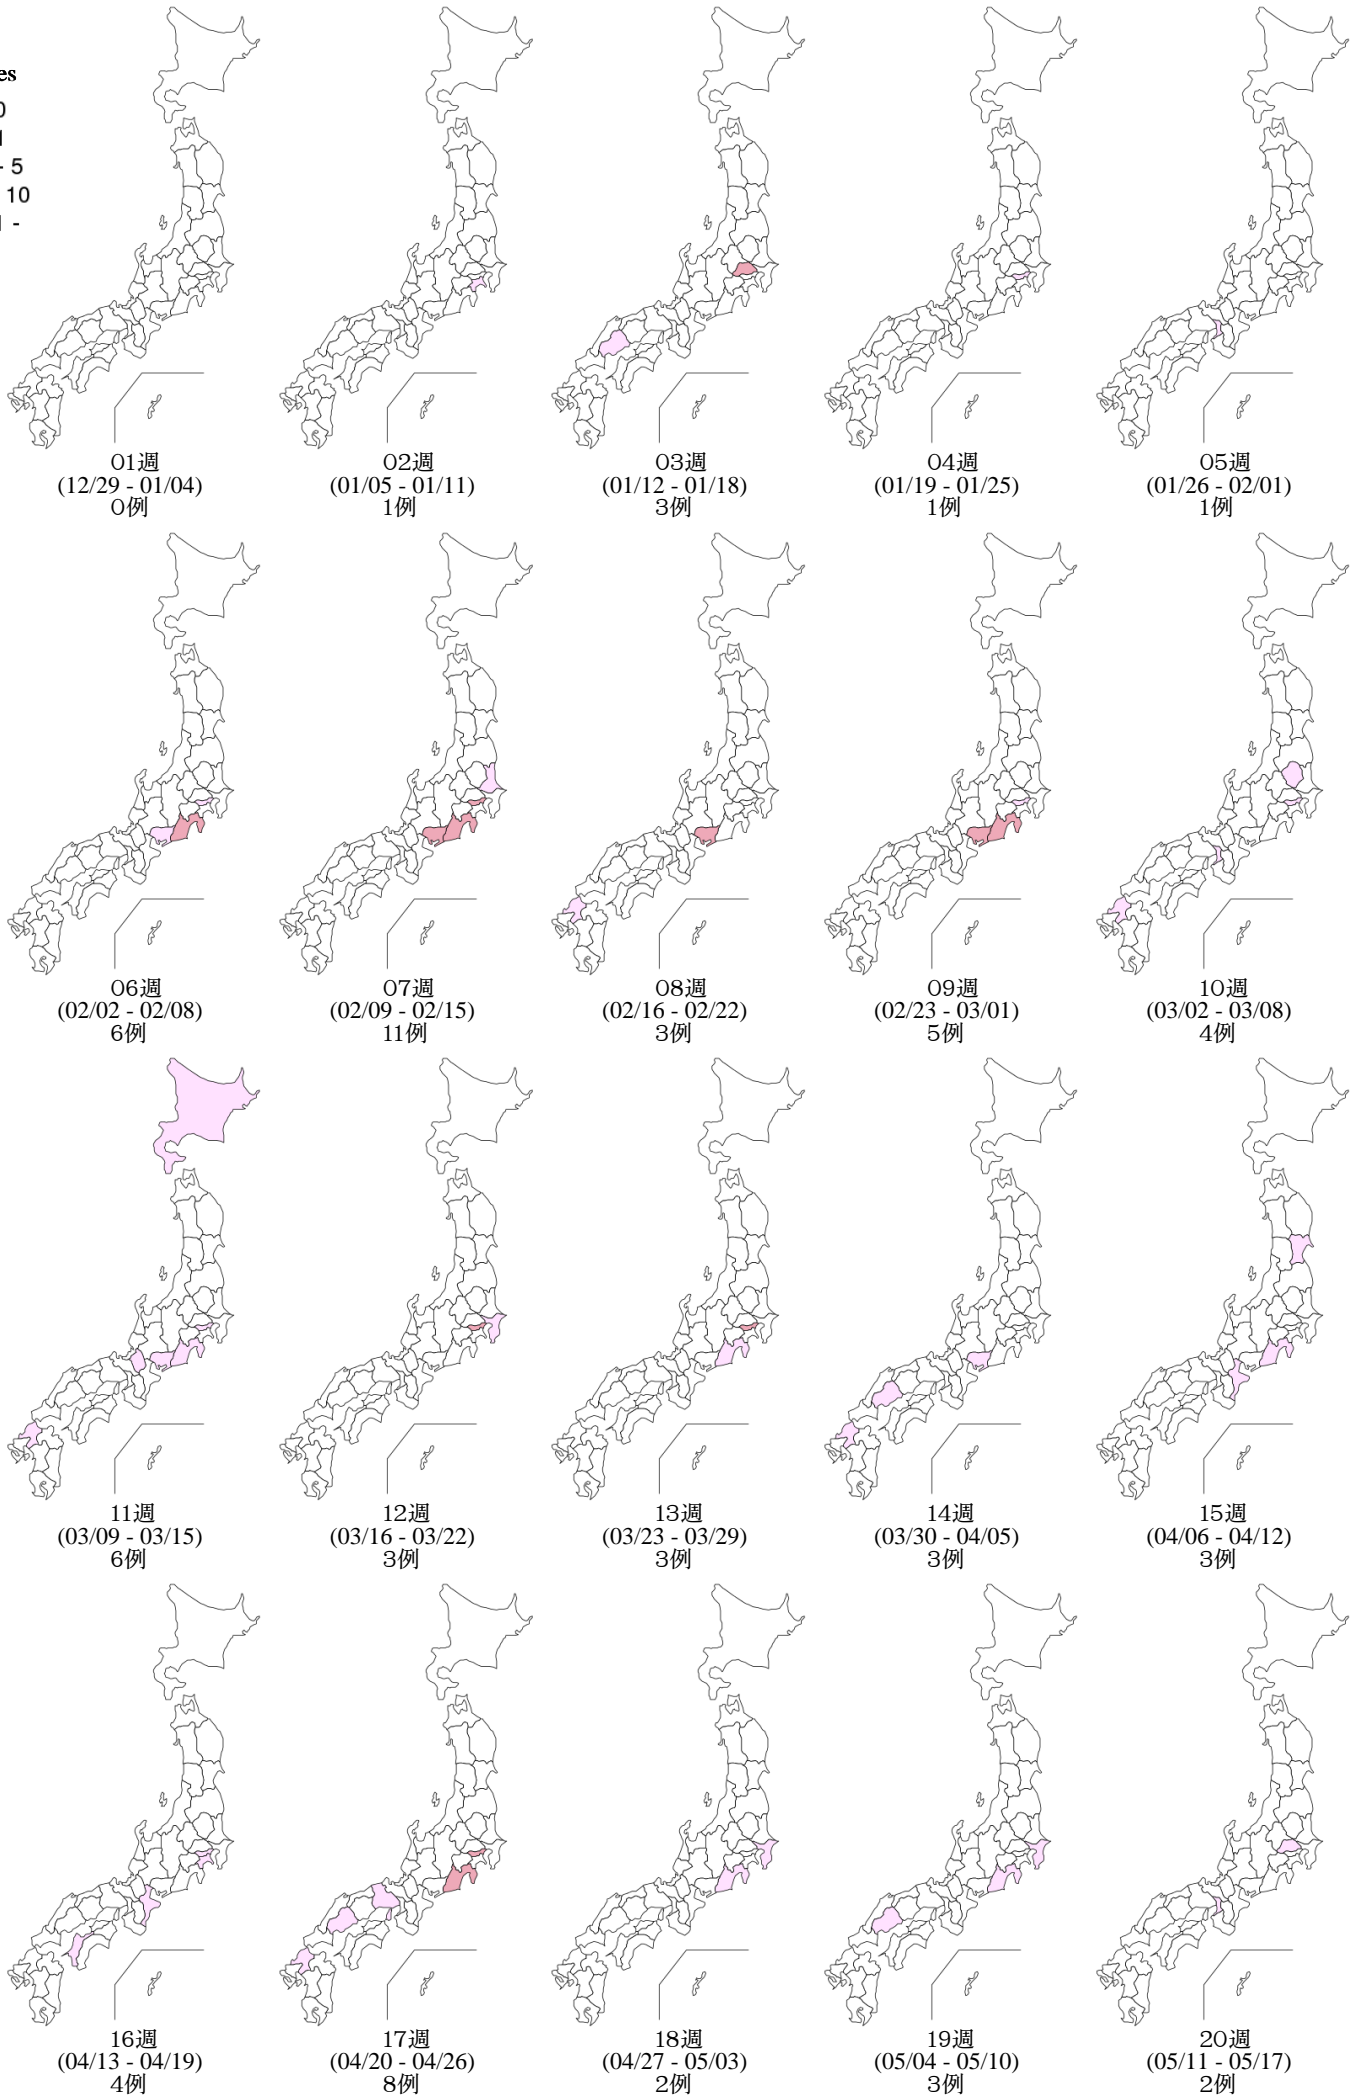 es
0
1
- 5
10
1 -
01週
(12/29 - 01/04)
0例
02週
(01/05 - 01/11)
1例
03週
(01/12 - 01/18)
3例
04週
(01/19 - 01/25)
1例
05週
(01/26 - 02/01)
1例
06週
(02/02 - 02/08)
6例
07週
(02/09 - 02/15)
11例
08週
(02/16 - 02/22)
3例
09週
(02/23 - 03/01)
5例
10週
(03/02 - 03/08)
4例
11週
(03/09 - 03/15)
6例
12週
(03/16 - 03/22)
3例
13週
(03/23 - 03/29)
3例
14週
(03/30 - 04/05)
3例
15週
(04/06 - 04/12)
3例
16週
(04/13 - 04/19)
4例
17週
(04/20 - 04/26)
8例
18週
(04/27 - 05/03)
2例
19週
(05/04 - 05/10)
3例
20週
(05/11 - 05/17)
2例